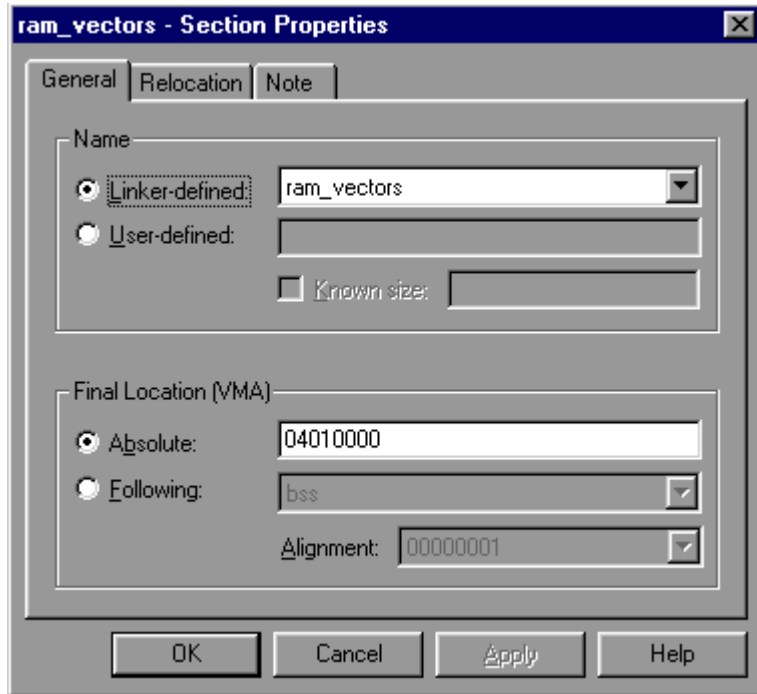 ram_vectors - Section Properties
General Relocation Note
Name
Linker-defined: ram_vectors
User-defined:
Known size:
Final Location (VMA)
Absolute: 04010000
Following: bss
Alignment: 00000001
OK Cancel Apply Help